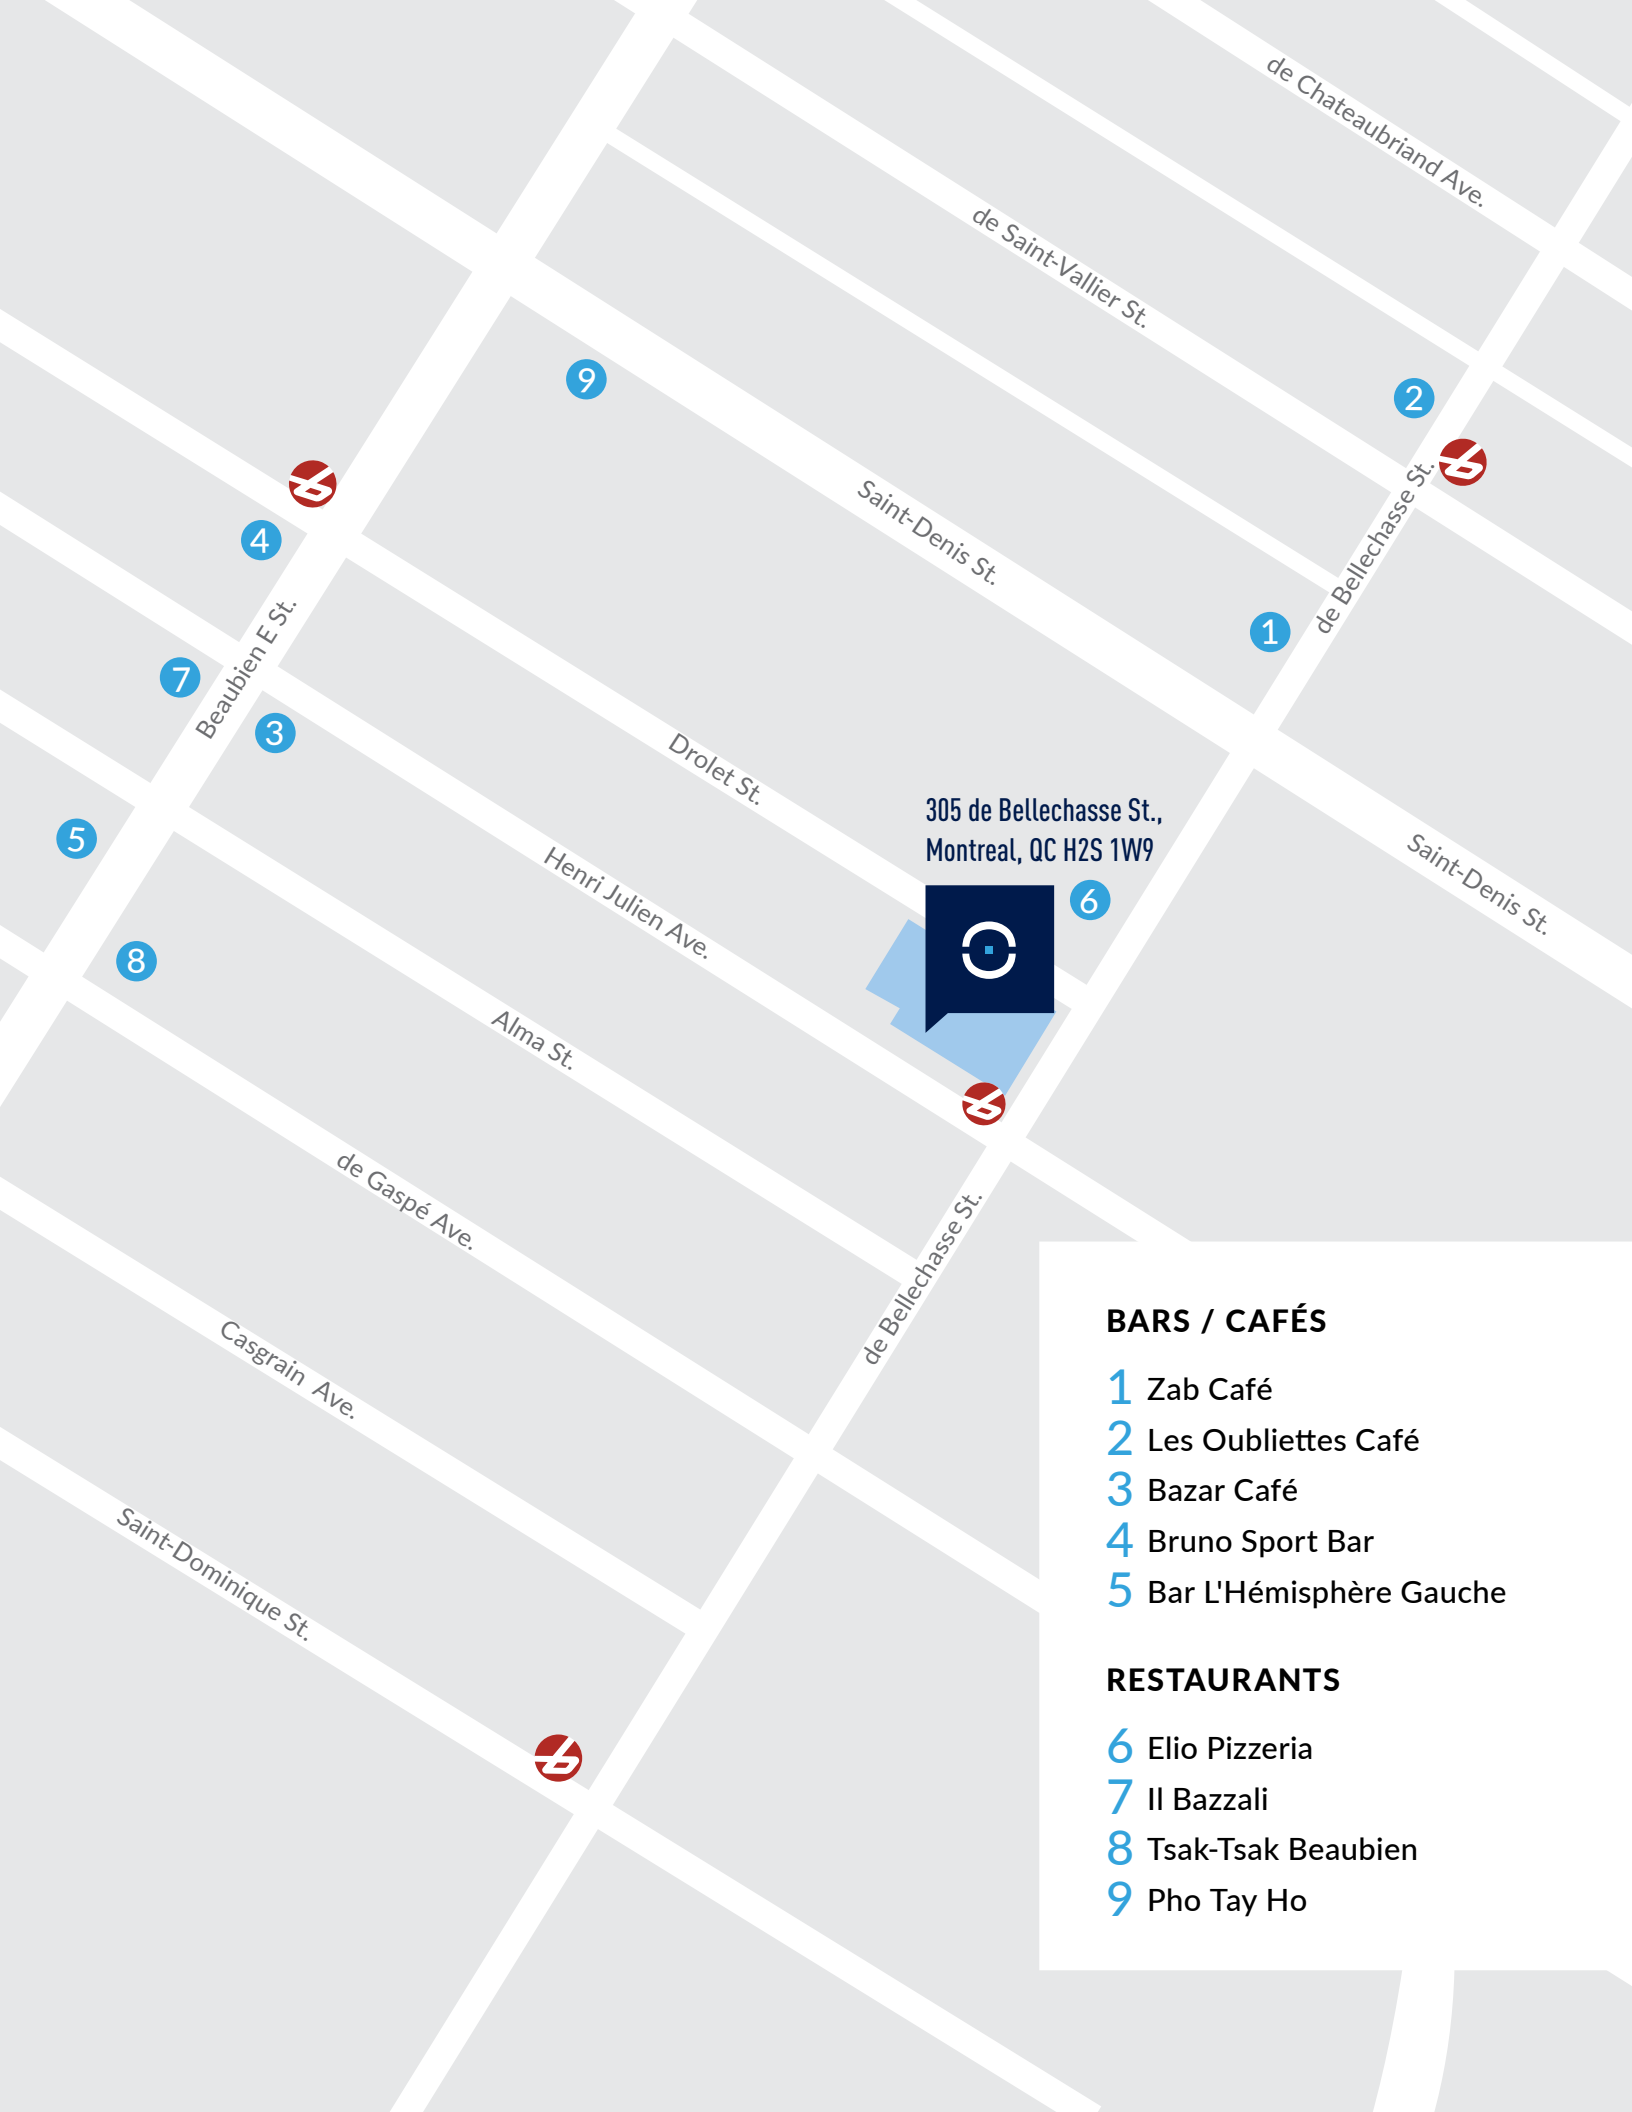 de Chateaubriand Ave.
de Saint-Vallier St.
9
2
4
Saint-Denis St.
de Bellechasse St.
1
7
Beaubien E St.
3
Drolet St.
305 de Bellechasse St.,
Montreal, QC H2S 1W9
5
Henri Julien Ave.
6
Saint-Denis St.
8
Alma St.
de Gaspé Ave.
de Bellechasse St.
Casgrain Ave.
Saint-Dominique St.
BARS / CAFÉS
1 Zab Café
2 Les Oubliettes Café
3 Bazar Café
4 Bruno Sport Bar
5 Bar L'Hémisphère Gauche
RESTAURANTS
6 Elio Pizzeria
7 Il Bazzali
8 Tsak-Tsak Beaubien
9 Pho Tay Ho